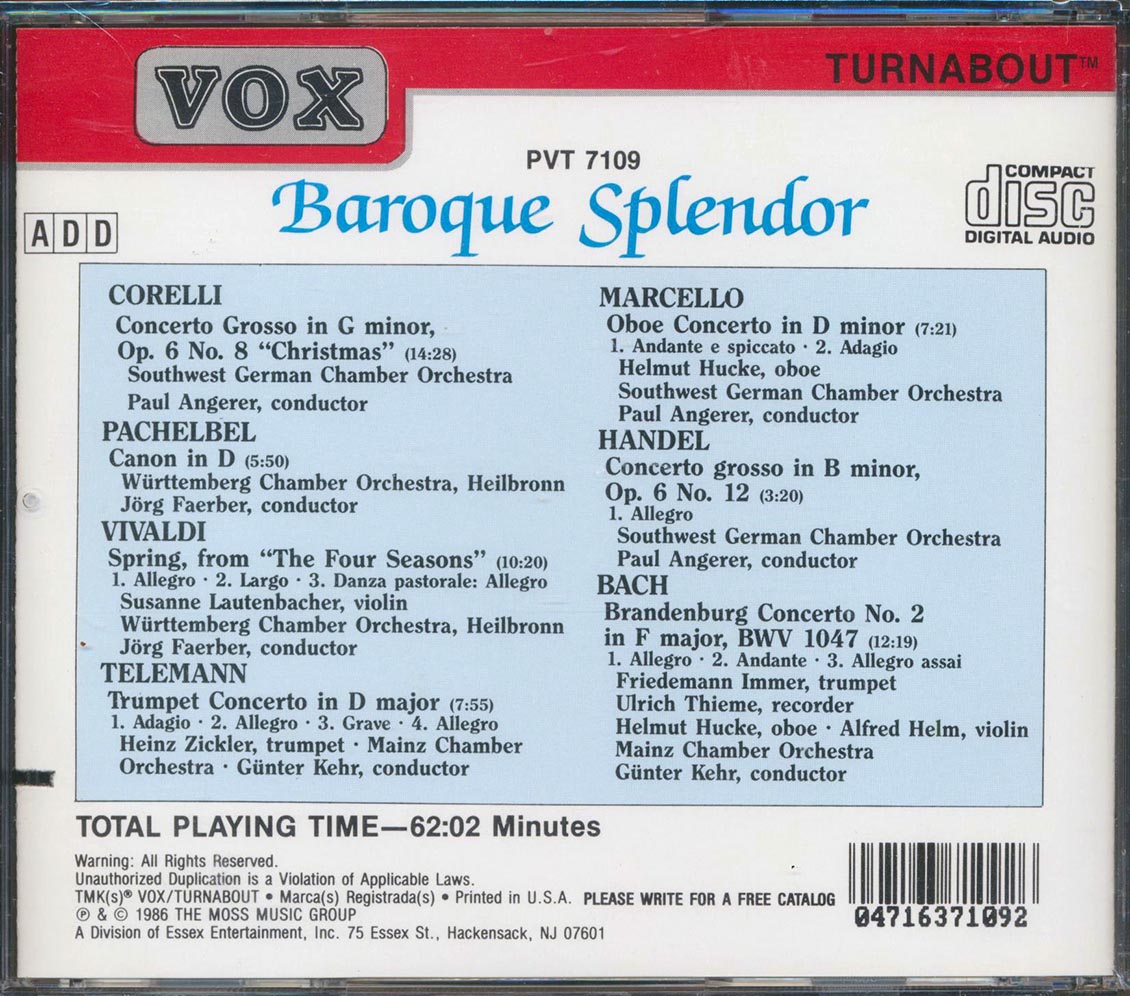 VOX
TURNABOUT™
PVT 7109
Baroque Splendor
COMPACT
disc
DIGITAL AUDIO
ADD
CORELLI
Concerto Grosso in G minor,
Op. 6 No. 8 “Christmas” (14:28)
Southwest German Chamber Orchestra
Paul Angerer, conductor
PACHELBEL
Canon in D (5:50)
Württemberg Chamber Orchestra, Heilbronn
Jörg Faerber, conductor
VIVALDI
Spring, from “The Four Seasons” (10:20)
1. Allegro · 2. Largo · 3. Danza pastorale: Allegro
Susanne Lautenbacher, violin
Württemberg Chamber Orchestra, Heilbronn
Jörg Faerber, conductor
TELEMANN
Trumpet Concerto in D major (7:55)
1. Adagio · 2. Allegro · 3. Grave · 4. Allegro
Heinz Zickler, trumpet · Mainz Chamber
Orchestra · Günter Kehr, conductor
MARCELLO
Oboe Concerto in D minor (7:21)
1. Andante e spiccato · 2. Adagio
Helmut Hucke, oboe
Southwest German Chamber Orchestra
Paul Angerer, conductor
HANDEL
Concerto grosso in B minor,
Op. 6 No. 12 (3:20)
1. Allegro
Southwest German Chamber Orchestra
Paul Angerer, conductor
BACH
Brandenburg Concerto No. 2
in F major, BWV 1047 (12:19)
1. Allegro · 2. Andante · 3. Allegro assai
Friedemann Immer, trumpet
Ulrich Thieme, recorder
Helmut Hucke, oboe · Alfred Helm, violin
Mainz Chamber Orchestra
Günter Kehr, conductor
TOTAL PLAYING TIME—62:02 Minutes
Warning: All Rights Reserved.
Unauthorized Duplication is a Violation of Applicable Laws.
TMK(s)® VOX/TURNABOUT • Marca(s) Registrada(s) • Printed in U.S.A. PLEASE WRITE FOR A FREE CATALOG
℗ & © 1986 THE MOSS MUSIC GROUP
A Division of Essex Entertainment, Inc. 75 Essex St., Hackensack, NJ 07601
04716371092